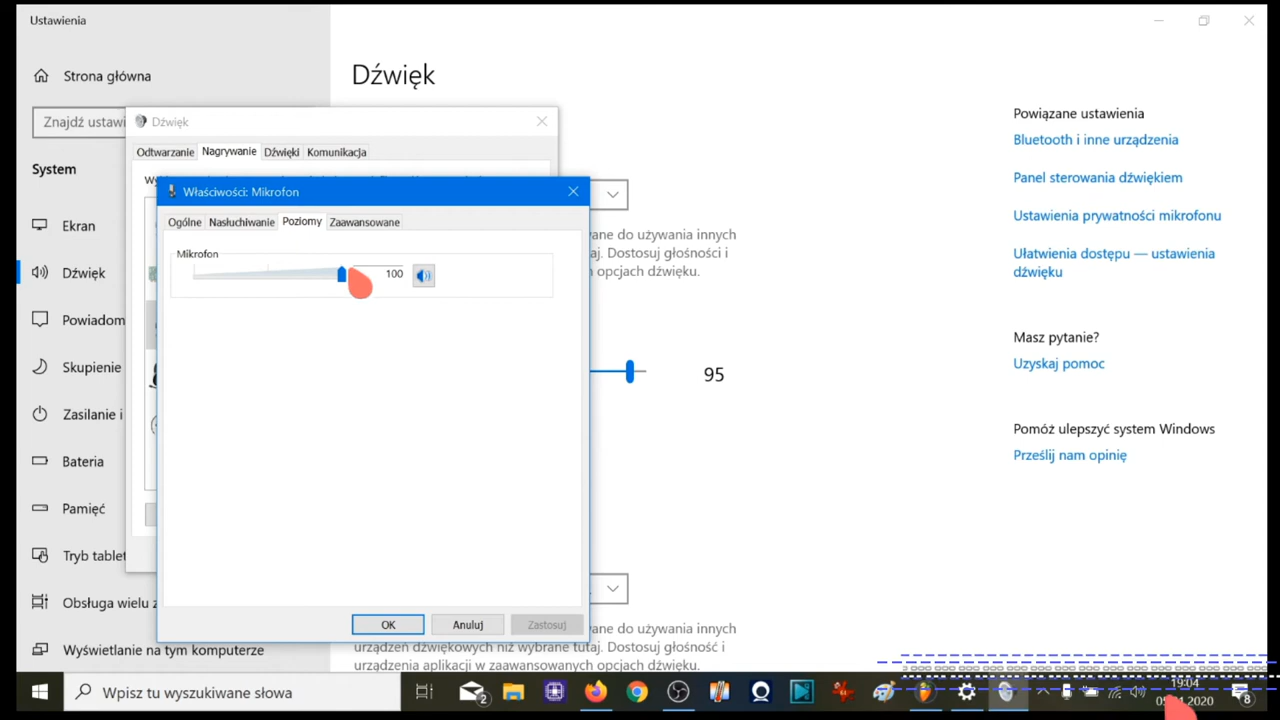 Ustawienia
Strona główna
Znajdź ustawi
System
Ekran
Dźwięk
Powiadom
Skupienie
Zasilanie i
Bateria
Pamięć
Tryb tablet
Obsługa wielu z
Wyświetlanie na tym komputerze
Dźwięk
Dźwięk
Odtwarzanie Nagrywanie Dźwięki Komunikacja
Właściwości: Mikrofon
Ogólne Nasłuchiwanie Poziomy Zaawansowane
Mikrofon
100
OK Anuluj Zastosuj
ane do używania innych
taj. Dostosuj głośności i
opcjach dźwięku.
95
ane do używania innych
urządzeń dźwiękowych niż wybrane tutaj. Dostosuj głośność i
urządzenia aplikacji w zaawansowanych opcjach dźwięku.
Powiązane ustawienia
Bluetooth i inne urządzenia
Panel sterowania dźwiękiem
Ustawienia prywatności mikrofonu
Ułatwienia dostępu — ustawienia
dźwięku
Masz pytanie?
Uzyskaj pomoc
Pomóż ulepszyć system Windows
Prześlij nam opinię
Wpisz tu wyszukiwane słowa
2
19:04
8